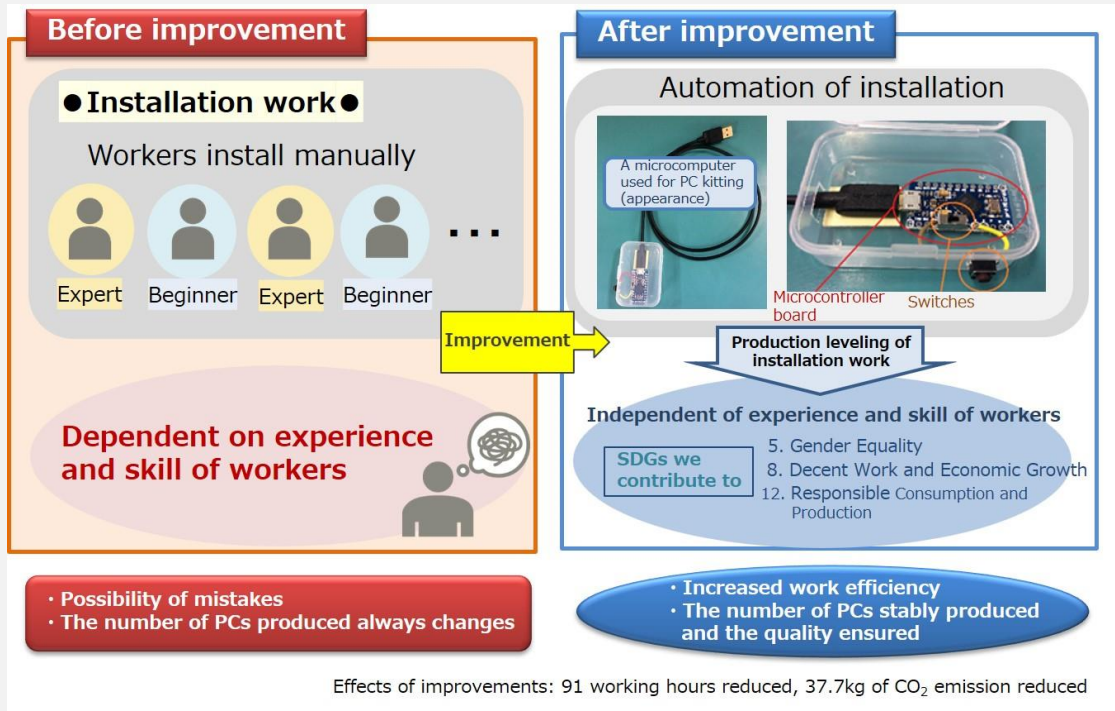 Before improvement
●Installation work●
Workers install manually
Expert
Beginner
Expert
Beginner
...
Dependent on experience
and skill of workers
・Possibility of mistakes
・The number of PCs produced always changes
Improvement
After improvement
Automation of installation
A microcomputer
used for PC kitting
(appearance)
Microcontroller
board
Switches
Production leveling of
installation work
Independent of experience and skill of workers
SDGs we
contribute to
5. Gender Equality
8. Decent Work and Economic Growth
12. Responsible Consumption and
Production
・Increased work efficiency
・The number of PCs stably produced
and the quality ensured
Effects of improvements: 91 working hours reduced, 37.7kg of CO₂ emission reduced